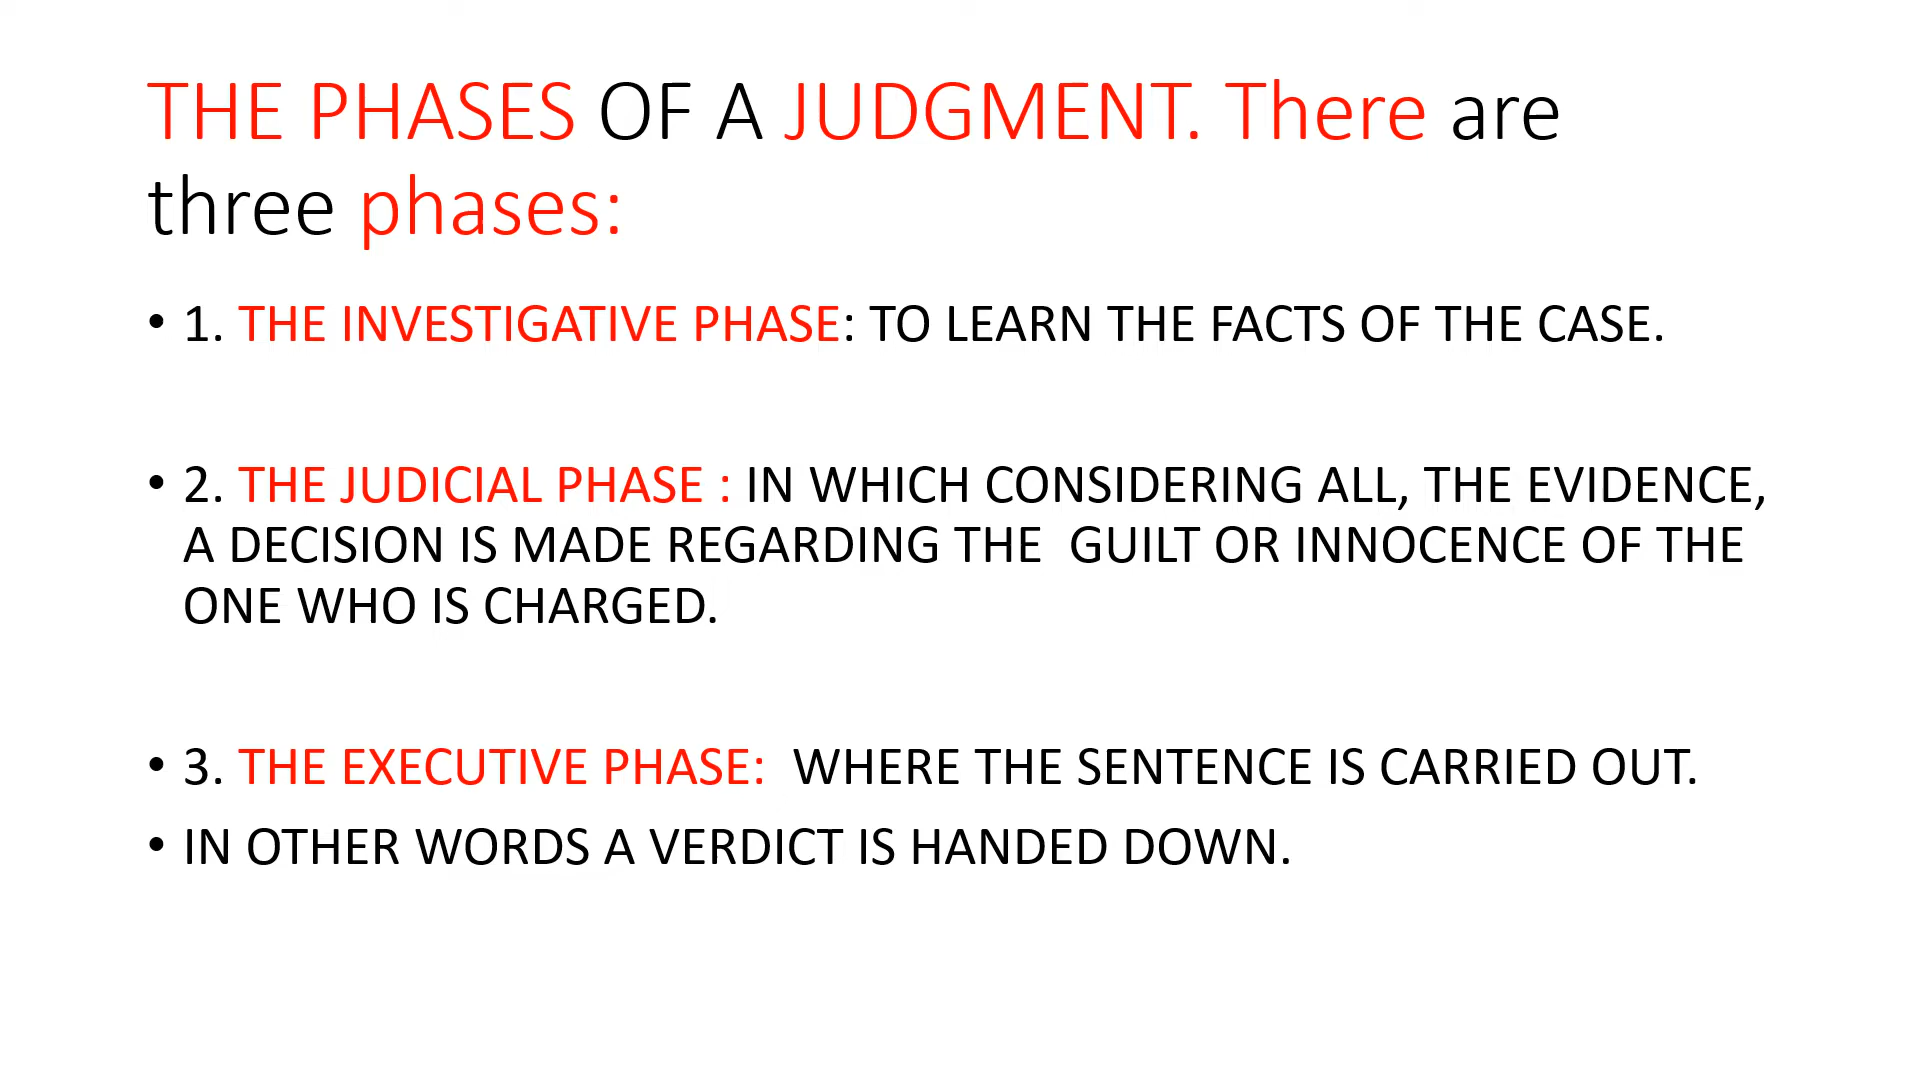 THE PHASES OF A JUDGMENT. There are
three phases:
• 1. THE INVESTIGATIVE PHASE: TO LEARN THE FACTS OF THE CASE.
• 2. THE JUDICIAL PHASE : IN WHICH CONSIDERING ALL, THE EVIDENCE,
A DECISION IS MADE REGARDING THE  GUILT OR INNOCENCE OF THE
ONE WHO IS CHARGED.
• 3. THE EXECUTIVE PHASE:  WHERE THE SENTENCE IS CARRIED OUT.
• IN OTHER WORDS A VERDICT IS HANDED DOWN.